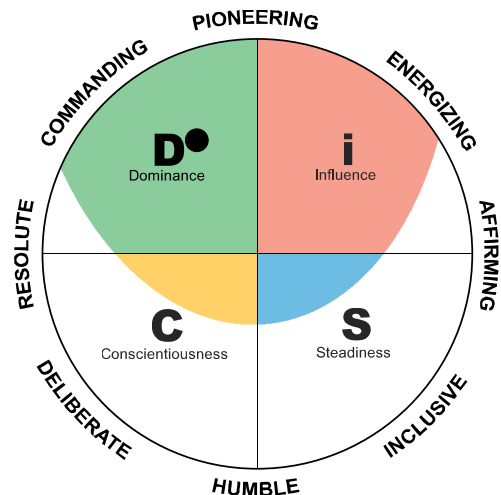 PIONEERING
COMMANDING
ENERGIZING
D
Dominance
i
Influence
RESOLUTE
AFFIRMING
C
Conscientiousness
S
Steadiness
DELIBERATE
INCLUSIVE
HUMBLE